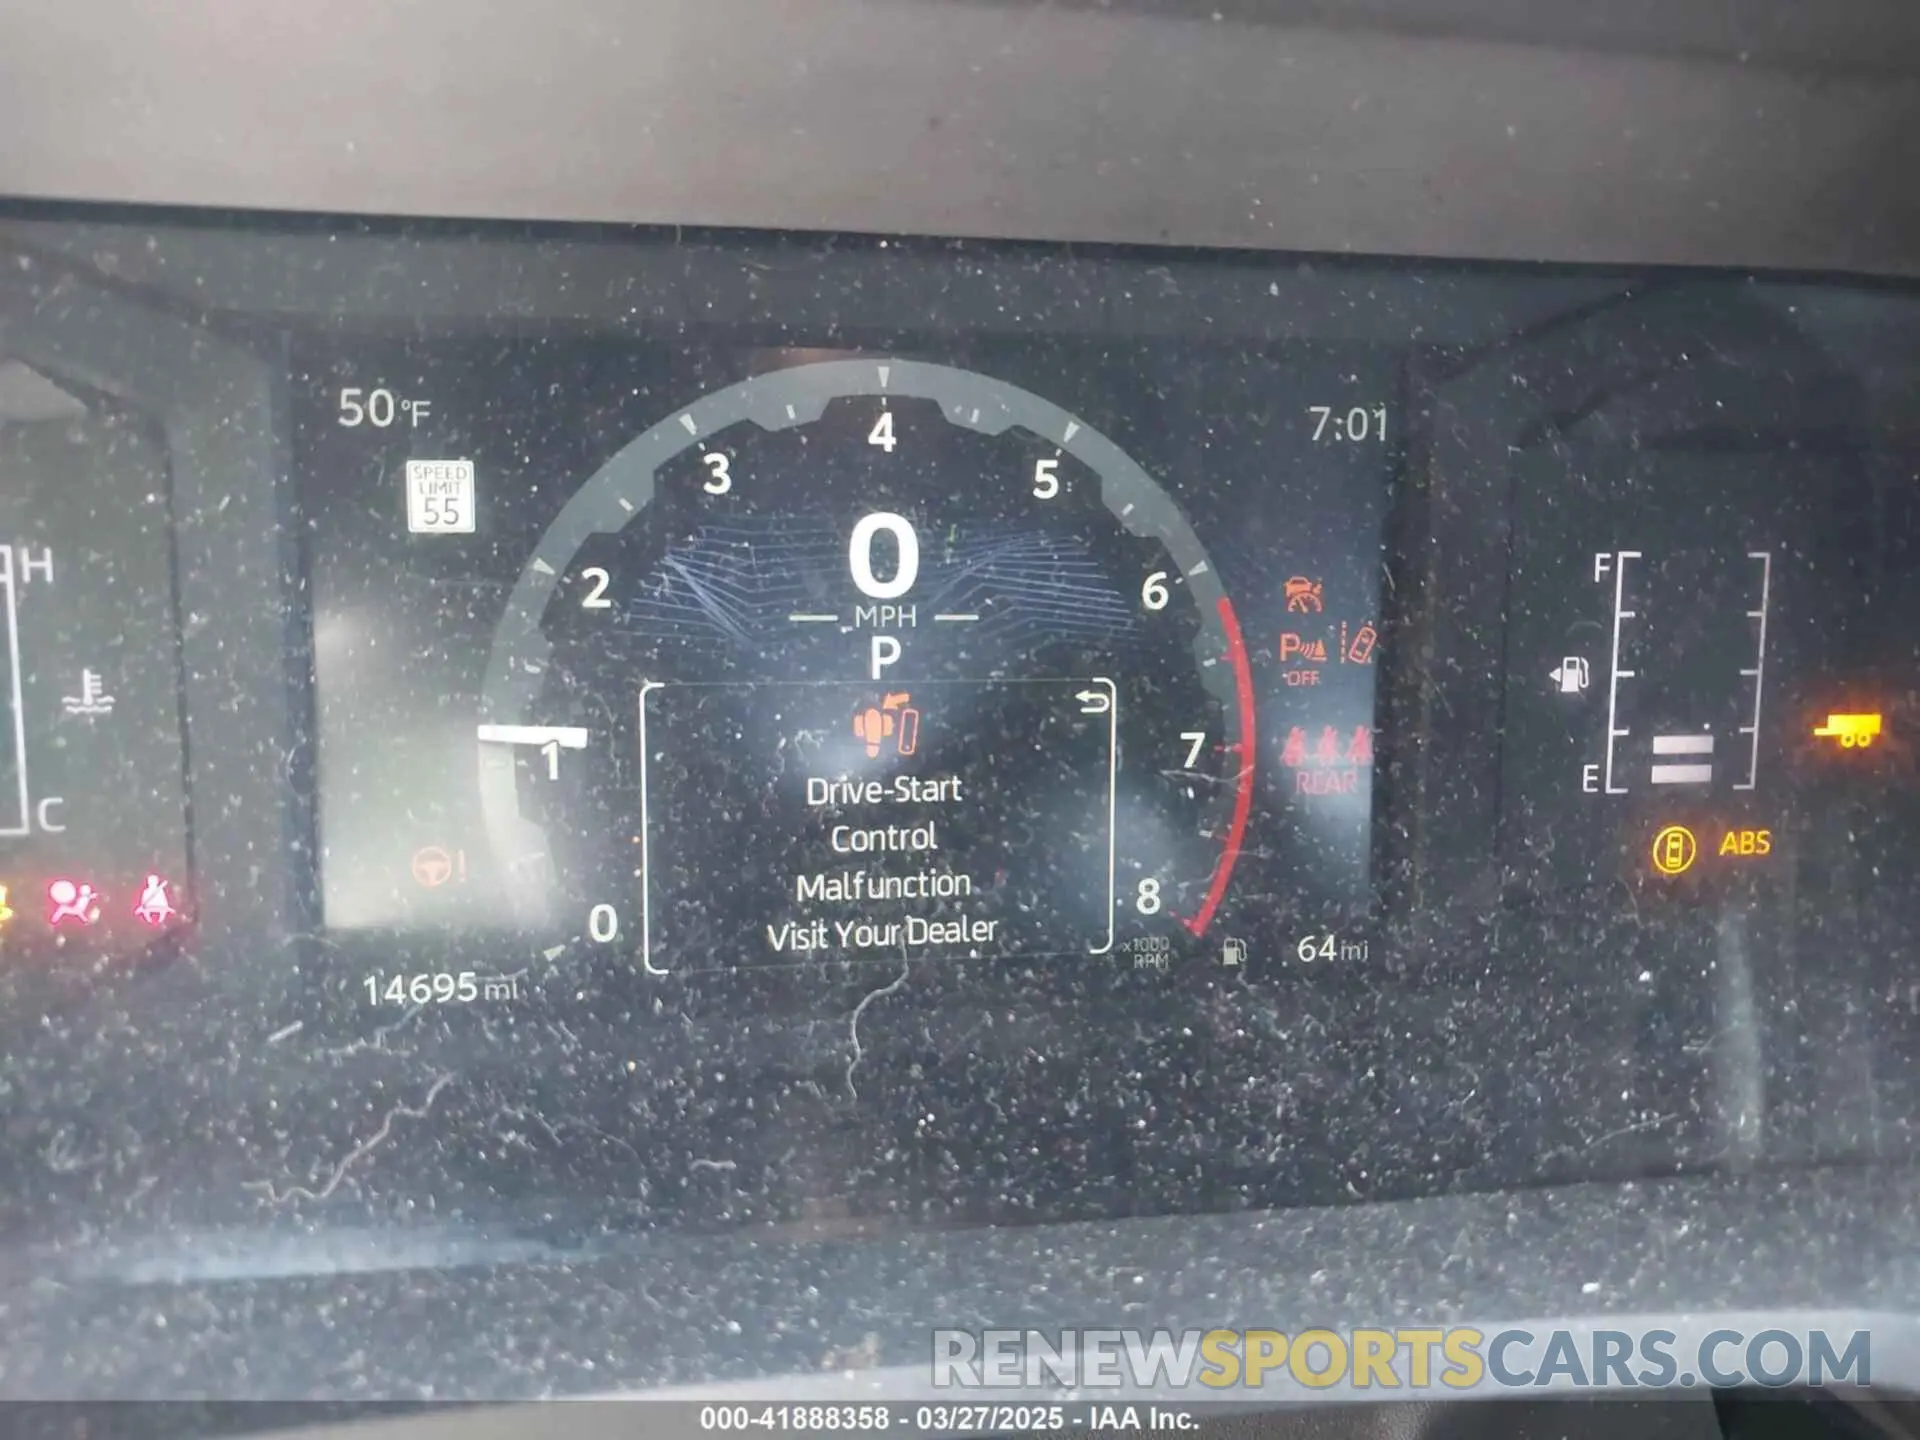 50°F
7:01
SPEED
LIMIT
55
4
3
5
2
6
1
7
0
8
0
MPH
P
Drive-Start
Control
Malfunction
Visit Your Dealer
x1000
RPM
P
OFF
REAR
H
C
F
E
ABS
14695 mi
64 mi
RENEWSPORTSCARS.COM
000-41888358 - 03/27/2025 - IAA Inc.